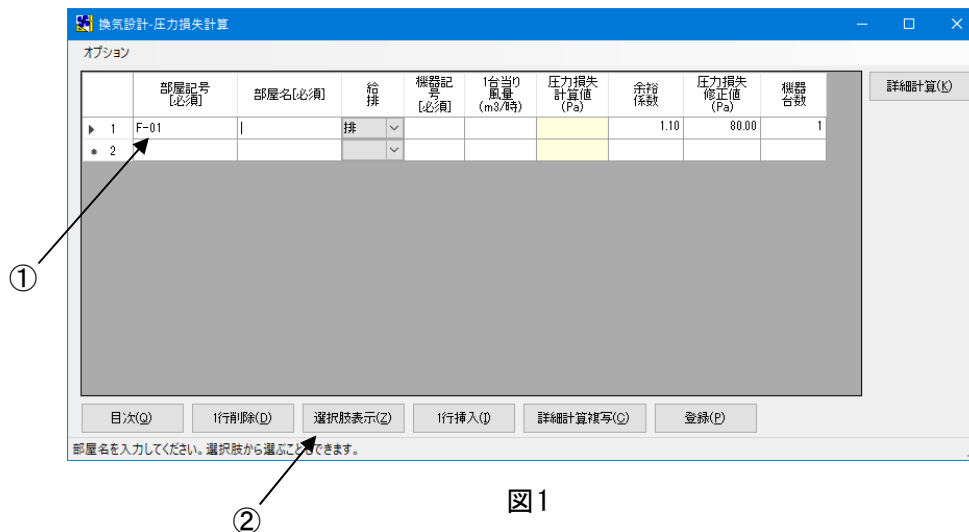 換気設計-圧力損失計算
オプション
部屋記号
[必須]
部屋名[必須]
給
排
機器記
号
[必須]
1台当り
風量
(m3/時)
圧力損失
計算値
(Pa)
余裕
係数
圧力損失
修正値
(Pa)
機器
台数
詳細計算(K)
1 F-01 排 1.10 80.00 1
* 2
①
目次(Q) 1行削除(D) 選択肢表示(Z) 1行挿入(I) 詳細計算複写(C) 登録(P)
部屋名を入力してください。選択肢から選ぶこともできます。
②
図1